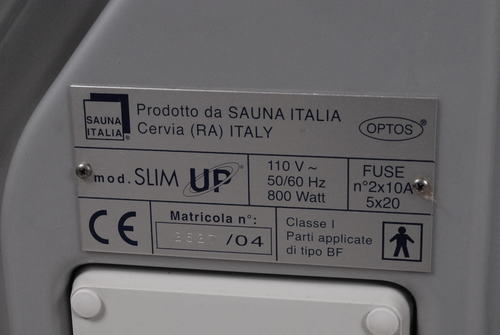 SAUNA
ITALIA®
Prodotto da SAUNA ITALIA
Cervia (RA) ITALY
OPTOS®
mod. SLIM UP®
110 V ~
50/60 Hz
800 Watt
FUSE
n°2x10A
5x20
CE
Matricola n°:
2627 /04
Classe I
Parti applicate
di tipo BF